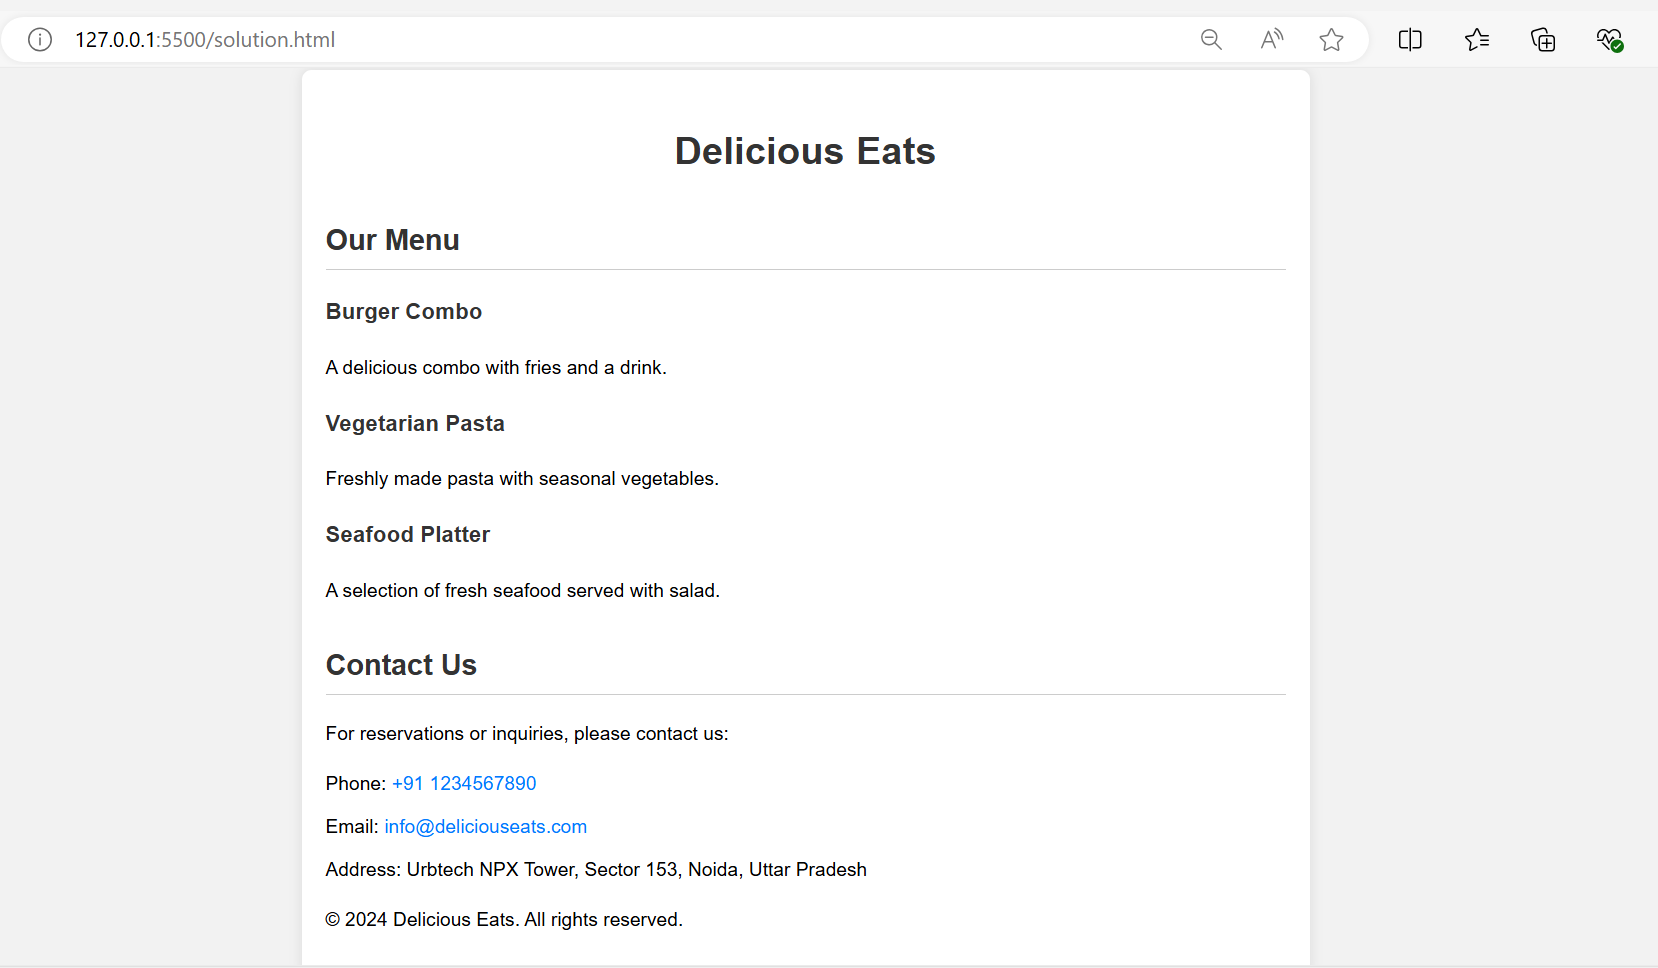 127.0.0.1:5500/solution.html
Delicious Eats
Our Menu
Burger Combo
A delicious combo with fries and a drink.
Vegetarian Pasta
Freshly made pasta with seasonal vegetables.
Seafood Platter
A selection of fresh seafood served with salad.
Contact Us
For reservations or inquiries, please contact us:
Phone: +91 1234567890
Email: info@deliciouseats.com
Address: Urbtech NPX Tower, Sector 153, Noida, Uttar Pradesh
© 2024 Delicious Eats. All rights reserved.